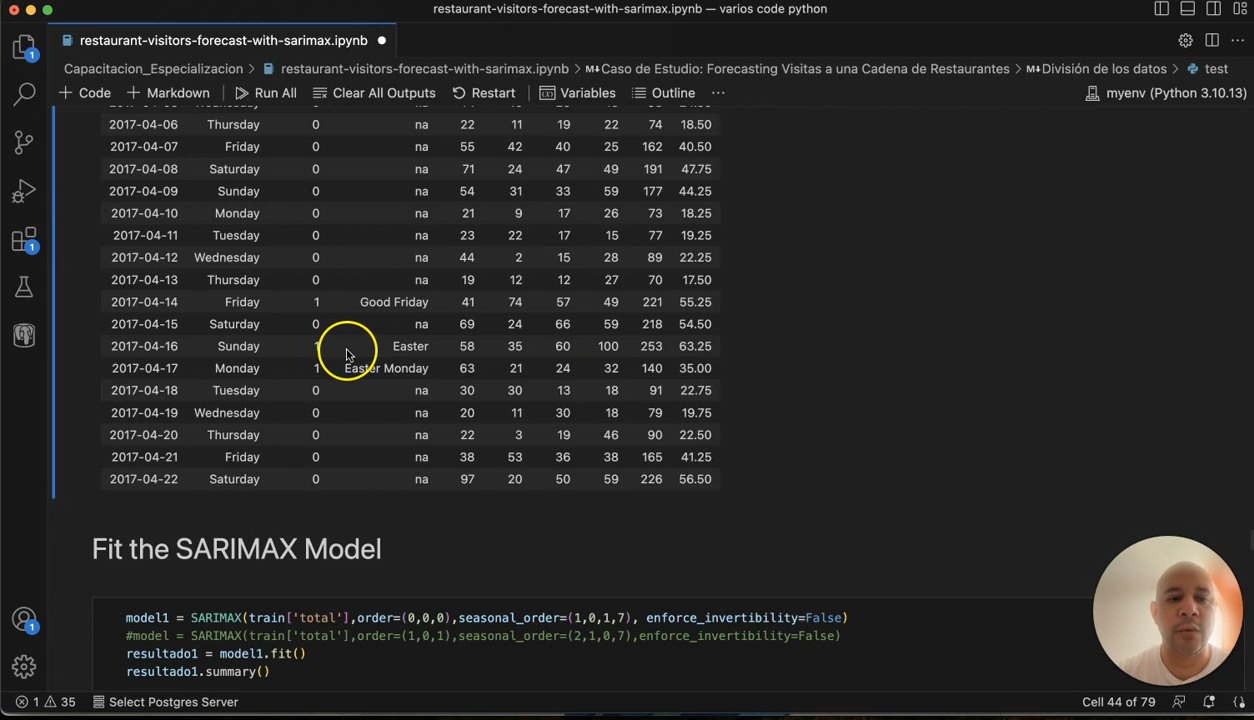 restaurant-visitors-forecast-with-sarimax.ipynb — varios code python
restaurant-visitors-forecast-with-sarimax.ipynb
Capacitacion_Especializacion > restaurant-visitors-forecast-with-sarimax.ipynb > M↓Caso de Estudio: Forecasting Visitas a una Cadena de Restaurantes > M↓División de los datos > test
+ Code + Markdown Run All Clear All Outputs Restart Variables Outline ··· myenv (Python 3.10.13)
2017-04-06 Thursday 0 na 22 11 19 22 74 18.50
2017-04-07 Friday 0 na 55 42 40 25 162 40.50
2017-04-08 Saturday 0 na 71 24 47 49 191 47.75
2017-04-09 Sunday 0 na 54 31 33 59 177 44.25
2017-04-10 Monday 0 na 21 9 17 26 73 18.25
2017-04-11 Tuesday 0 na 23 22 17 15 77 19.25
2017-04-12 Wednesday 0 na 44 2 15 28 89 22.25
2017-04-13 Thursday 0 na 19 12 12 27 70 17.50
2017-04-14 Friday 1 Good Friday 41 74 57 49 221 55.25
2017-04-15 Saturday 0 na 69 24 66 59 218 54.50
2017-04-16 Sunday 1 Easter 58 35 60 100 253 63.25
2017-04-17 Monday 1 Easter Monday 63 21 24 32 140 35.00
2017-04-18 Tuesday 0 na 30 30 13 18 91 22.75
2017-04-19 Wednesday 0 na 20 11 30 18 79 19.75
2017-04-20 Thursday 0 na 22 3 19 46 90 22.50
2017-04-21 Friday 0 na 38 53 36 38 165 41.25
2017-04-22 Saturday 0 na 97 20 50 59 226 56.50
Fit the SARIMAX Model
model1 = SARIMAX(train['total'],order=(0,0,0),seasonal_order=(1,0,1,7), enforce_invertibility=False)
#model = SARIMAX(train['total'],order=(1,0,1),seasonal_order=(2,1,0,7),enforce_invertibility=False)
resultado1 = model1.fit()
resultado1.summary()
1 35 Select Postgres Server Cell 44 of 79